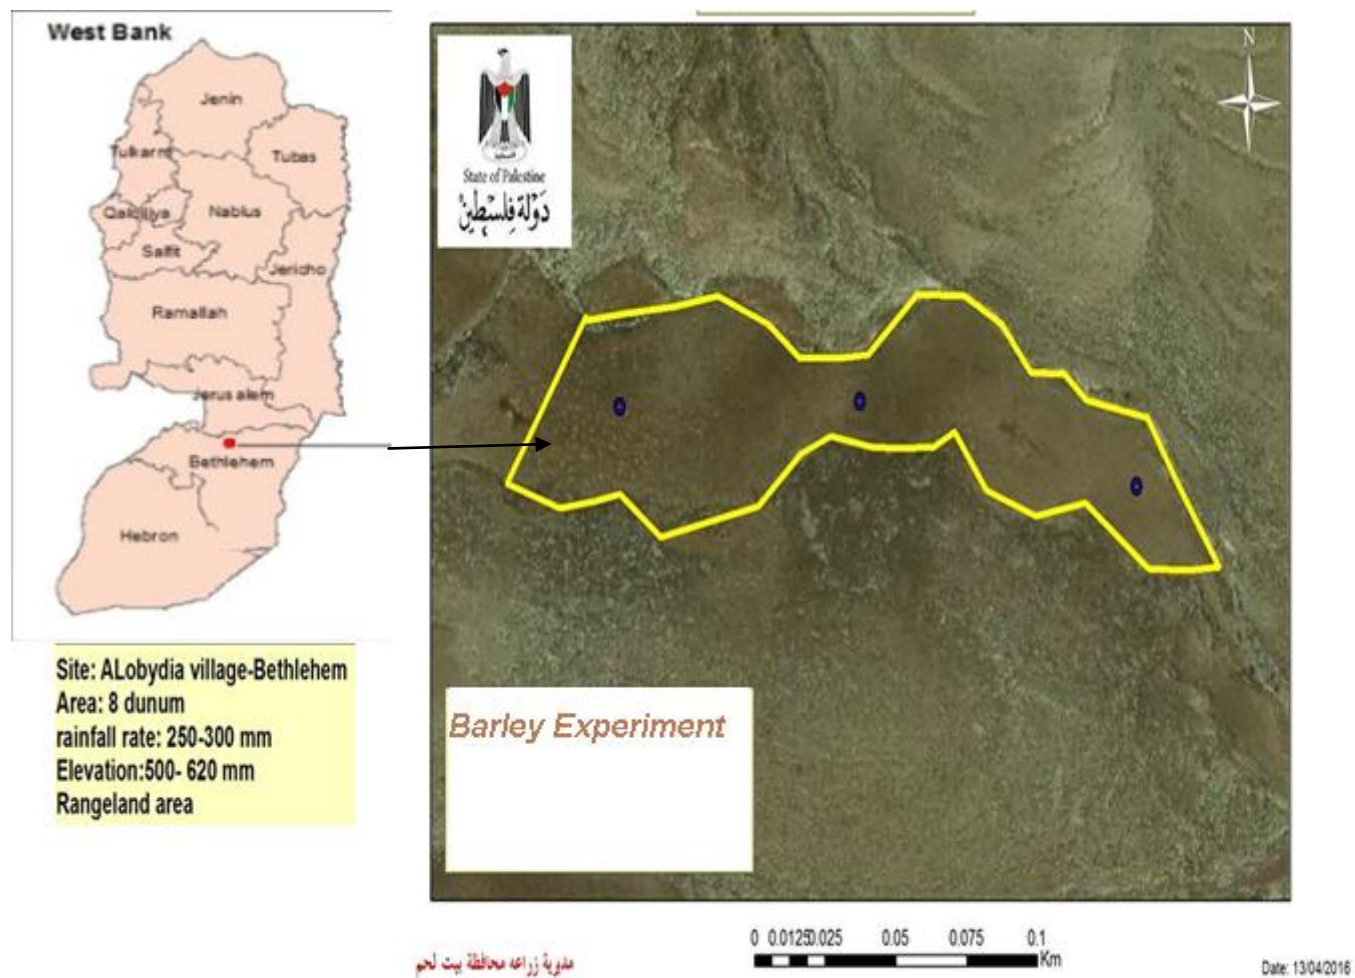 West Bank
Jenin
Tulkarm
Tubas
Qalqiliya
Nablus
Salfit
Jericho
Ramallah
Jerus alem
Bethlehem
Hebron
Site: ALobydia village-Bethlehem
Area: 8 dunum
rainfall rate: 250-300 mm
Elevation:500- 620 mm
Rangeland area
State of Palestine
دولة فلسطين
N
Barley Experiment
0 0.0125 0.025 0.05 0.075 0.1
Km
مديرية زراعه محافظة بيت لحم
Date: 13/04/2016